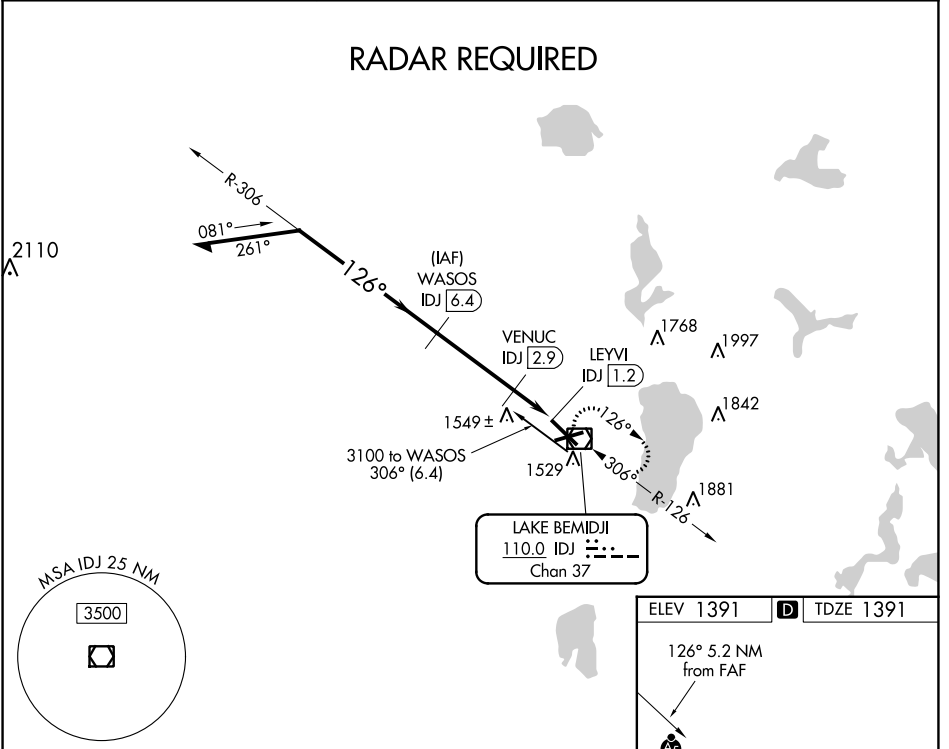 RADAR REQUIRED
R-306
081°
261°
2110
126°
(IAF)
WASOS
IDJ 6.4
VENUC
IDJ 2.9
LEYVI
IDJ 1.2
1768
1997
1842
1549 ±
126°
3100 to WASOS
306° (6.4)
1529
306°
R-126
1881
LAKE BEMIDJI
110.0 IDJ
Chan 37
MSA IDJ 25 NM
3500
ELEV 1391 D TDZE 1391
126° 5.2 NM
from FAF